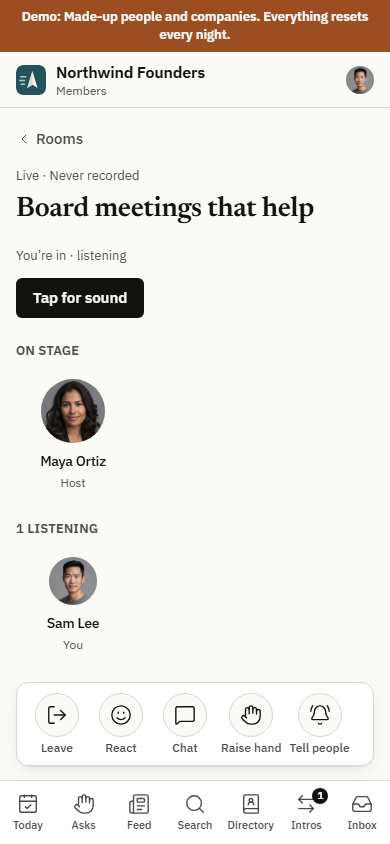 Demo: Made-up people and companies. Everything resets
every night.
Northwind Founders
Members
Rooms
Live · Never recorded
Board meetings that help
You’re in · listening
Tap for sound
ON STAGE
Maya Ortiz
Host
1 LISTENING
Sam Lee
You
Leave React Chat Raise hand Tell people
1
Today Asks Feed Search Directory Intros Inbox